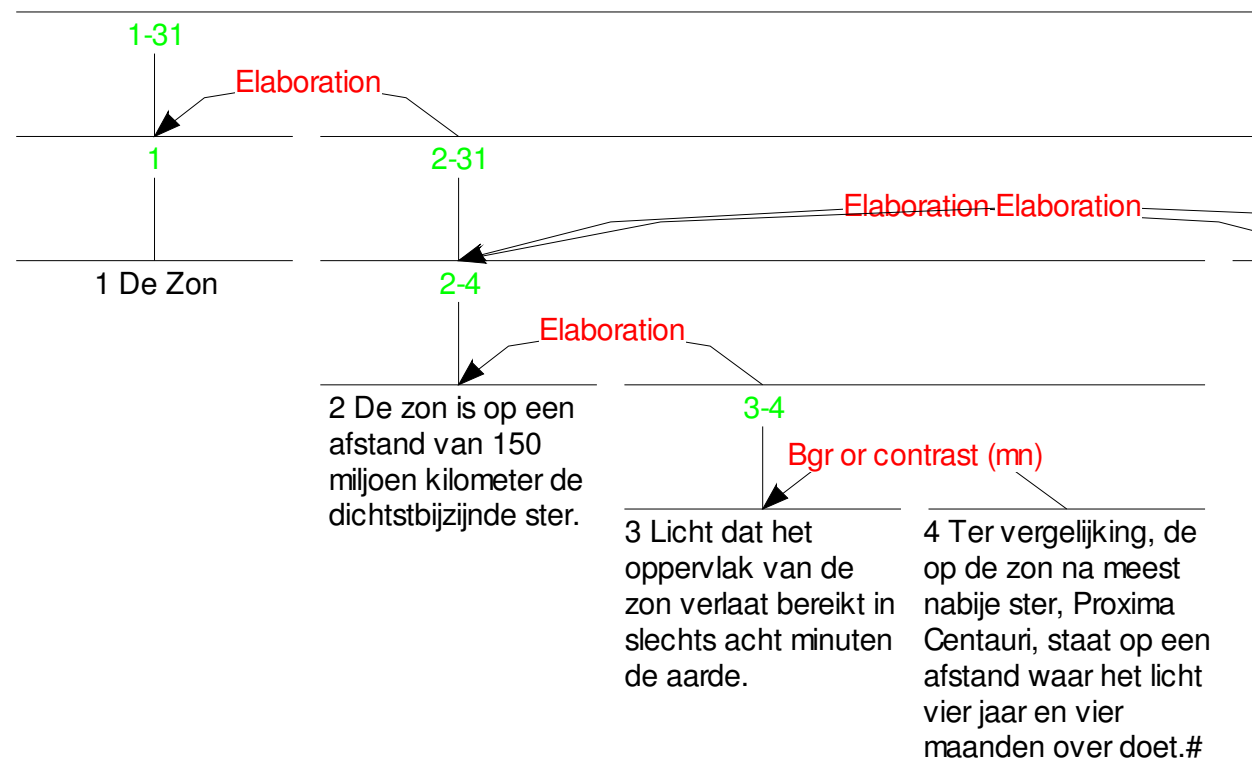 1-31
Elaboration
1
2-31
Elaboration Elaboration
1 De Zon
2-4
Elaboration
2 De zon is op een
afstand van 150
miljoen kilometer de
dichtstbijzijnde ster.
3-4
Bgr or contrast (mn)
3 Licht dat het
oppervlak van de
zon verlaat bereikt in
slechts acht minuten
de aarde.
4 Ter vergelijking, de
op de zon na meest
nabije ster, Proxima
Centauri, staat op een
afstand waar het licht
vier jaar en vier
maanden over doet.#